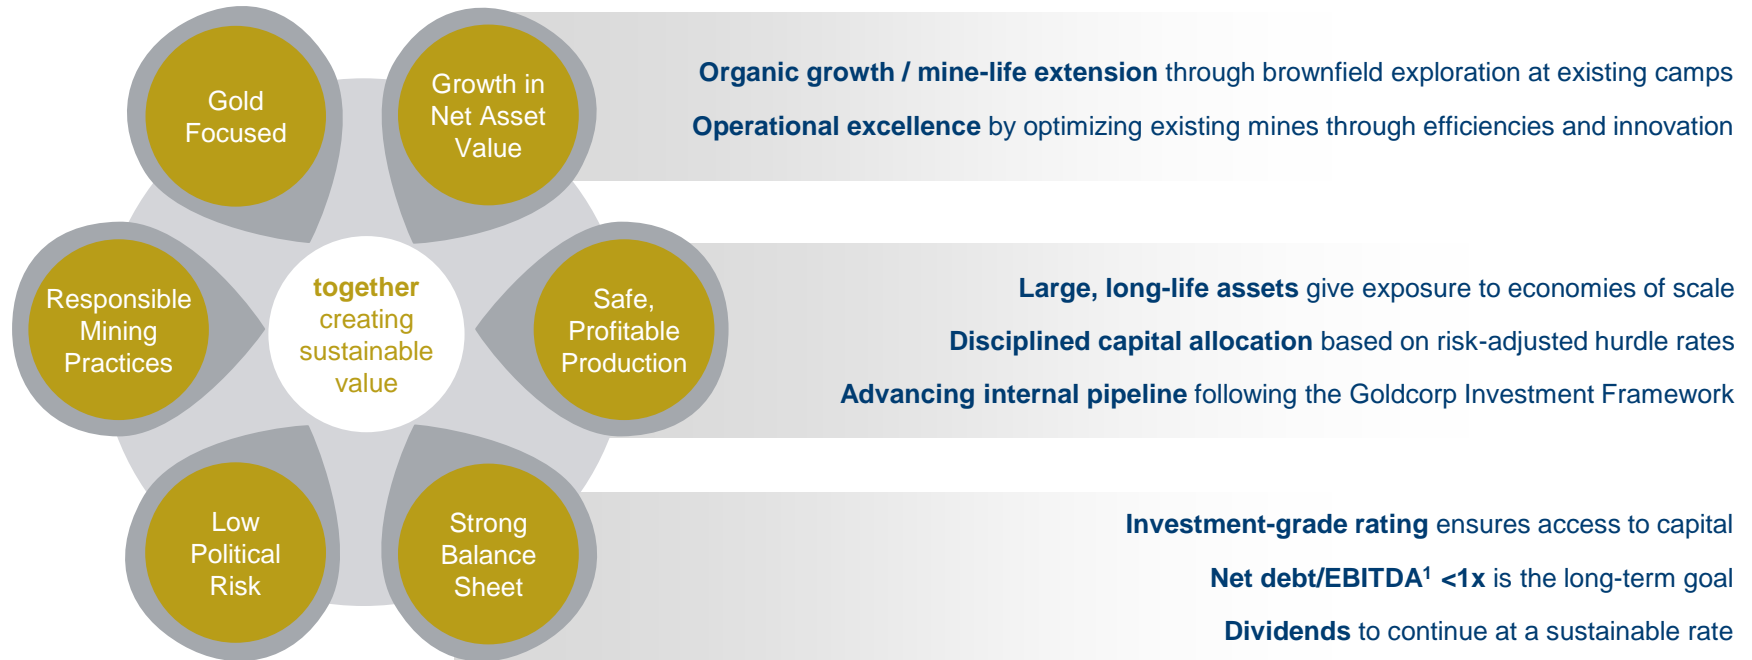 Gold
Focused
Growth in
Net Asset
Value
Organic growth / mine-life extension through brownfield exploration at existing camps
Operational excellence by optimizing existing mines through efficiencies and innovation
Responsible
Mining
Practices
together
creating
sustainable
value
Safe,
Profitable
Production
Large, long-life assets give exposure to economies of scale
Disciplined capital allocation based on risk-adjusted hurdle rates
Advancing internal pipeline following the Goldcorp Investment Framework
Low
Political
Risk
Strong
Balance
Sheet
Investment-grade rating ensures access to capital
Net debt/EBITDA¹ <1x is the long-term goal
Dividends to continue at a sustainable rate